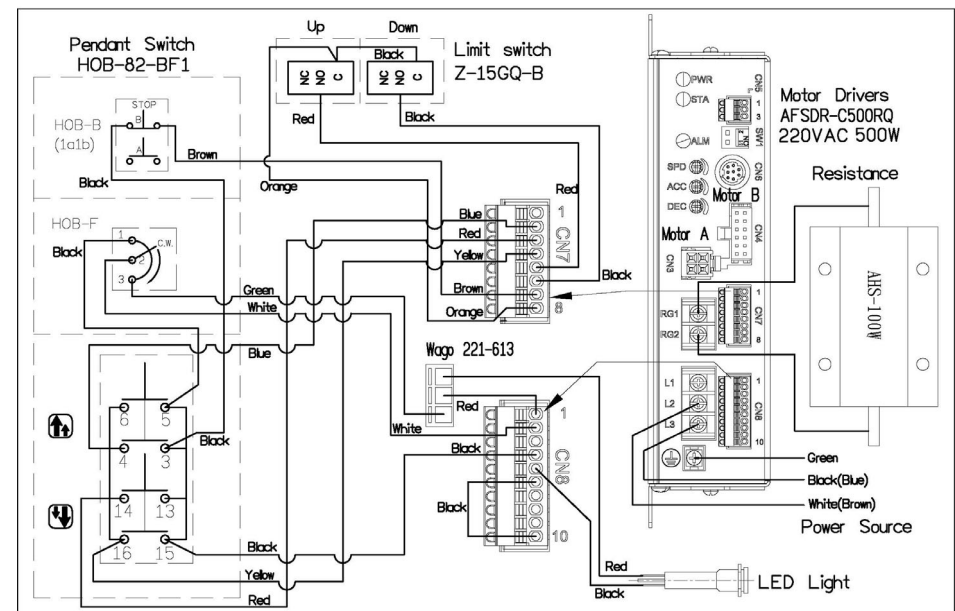 Up
Down
Pendant Switch
HOB-82-BF1
Black
Limit switch
Z-15GQ-B
NC
NO
C
NC
NO
C
STOP
B
A
HOB-B
(1a1b)
Red
Black
Brown
Black
Orange
HOB-F
1
2
3
C.W.
Black
Green
White
Blue
Red
Yellow
Brown
Orange
1
CN7
8
Red
Black
Blue
Wago 221-613
Red
White
Black
Black
1
CN8
10
6
5
4
3
Black
14
13
16
15
Black
Yellow
Red
PWR
STA
ALM
SPD
ACC
DEC
CN5
1
3
SW1
CN6
Motor B
CN4
Motor A
CN3
RG1
RG2
1
CN7
8
L1
L2
L3
1
CN8
10
Motor Drivers
AFSDR-C500RQ
220VAC 500W
Resistance
AHS-100W
Green
Black(Blue)
White(Brown)
Power Source
Red
Black
LED Light